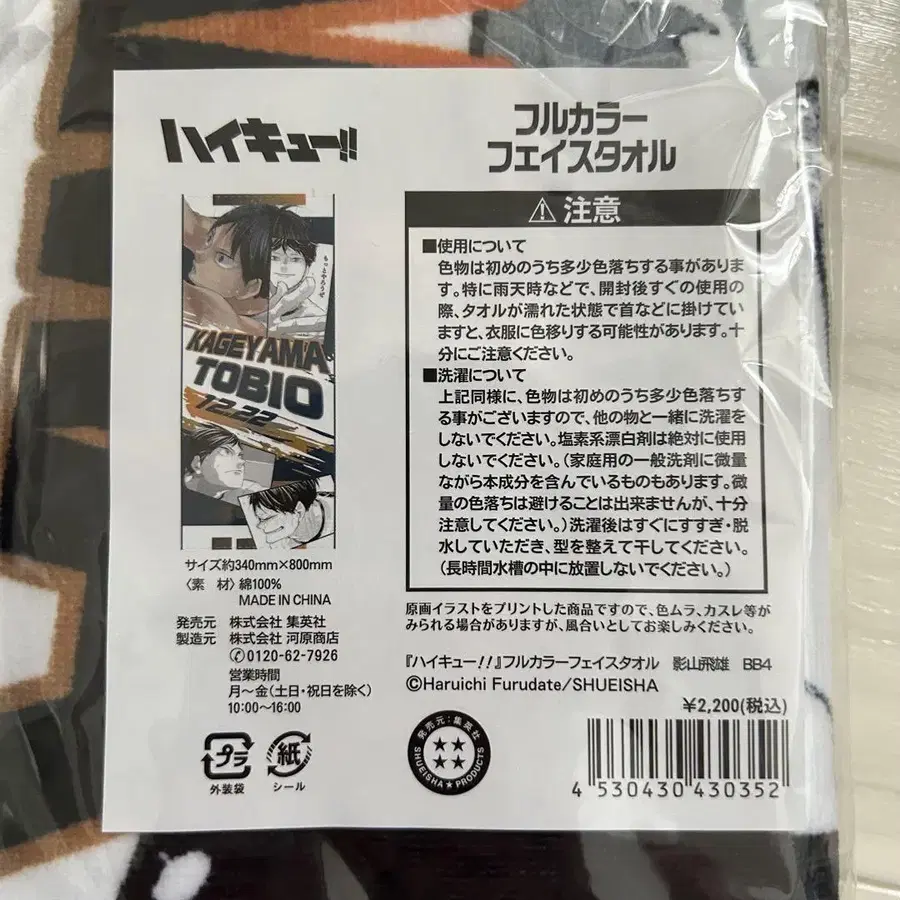 ハイキュー!!
フルカラー
フェイスタオル
もっとやろうぜ
KAGEYAMA
TOBIO
12.22
サイズ約340mm×800mm
〈素 材〉綿100%
MADE IN CHINA
発売元 株式会社 集英社
製造元 株式会社 河原商店
0120-62-7926
営業時間
月～金(土日・祝日を除く)
10:00～16:00
プラ
外装袋
紙
シール
⚠注意
■使用について
色物は初めのうち多少色落ちする事がありま
す。特に雨天時などで、開封後すぐの使用の
際、タオルが濡れた状態で首などに掛けてい
ますと、衣服に色移りする可能性があります。十
分にご注意ください。
■洗濯について
上記同様に、色物は初めのうち多少色落ちす
る事がございますので、他の物と一緒に洗濯を
しないでください。塩素系漂白剤は絶対に使用
しないでください。(家庭用の一般洗剤に微量
ながら本成分を含んでいるものもあります。微
量の色落ちは避けることは出来ませんが、十分
注意してください。)洗濯後はすぐにすすぎ・脱
水していただき、型を整えて干してください。
(長時間水槽の中に放置しないでください。)
原画イラストをプリントした商品ですので、色ムラ、カスレ等が
みられる場合がありますが、風合いとしてお楽しみください。
『ハイキュー!!』フルカラーフェイスタオル 影山飛雄 BB4
©Haruichi Furudate/SHUEISHA
¥2,200(税込)
発売元:集英社
SHUEISHA★PRODUCTS
4 530430 430352